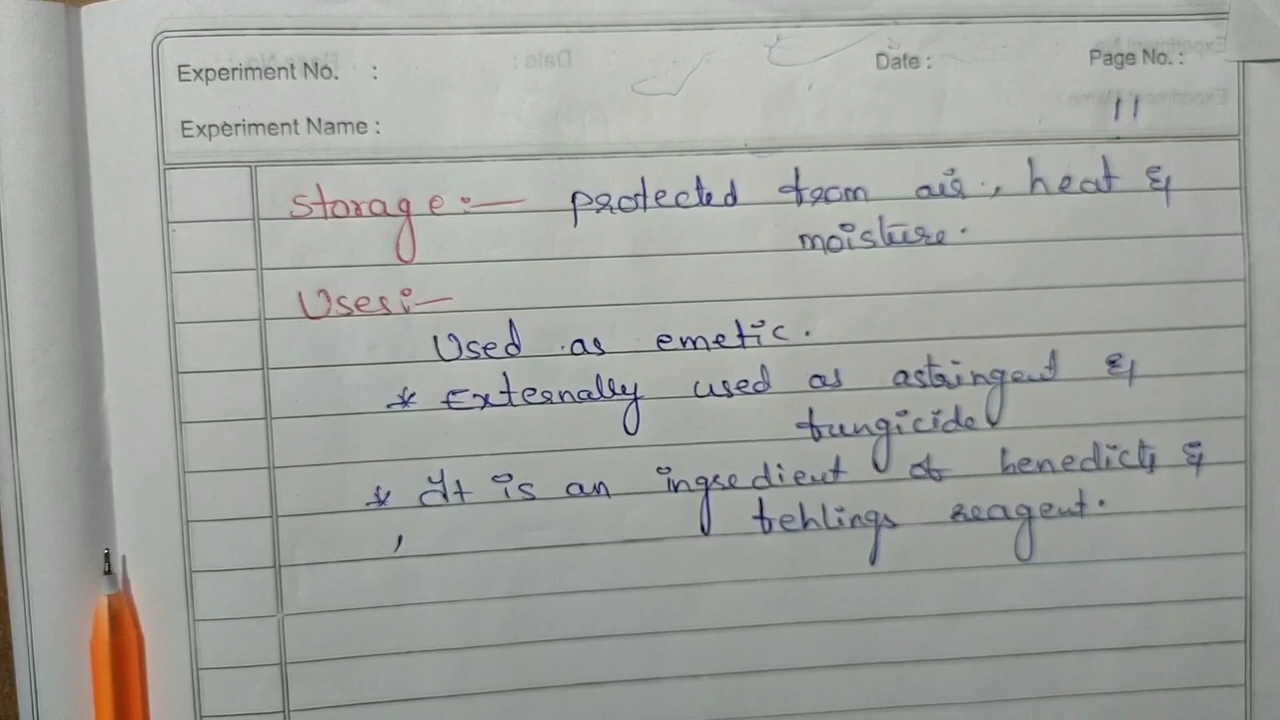 Experiment No. :
Date :
Page No. :
11
Experiment Name :
Storage :- protected from air, heat &
moisture.
Uses :-
Used as emetic.
* Externally used as astringent &
fungicide
* It is an ingredient of benedicts &
fehlings reagent.